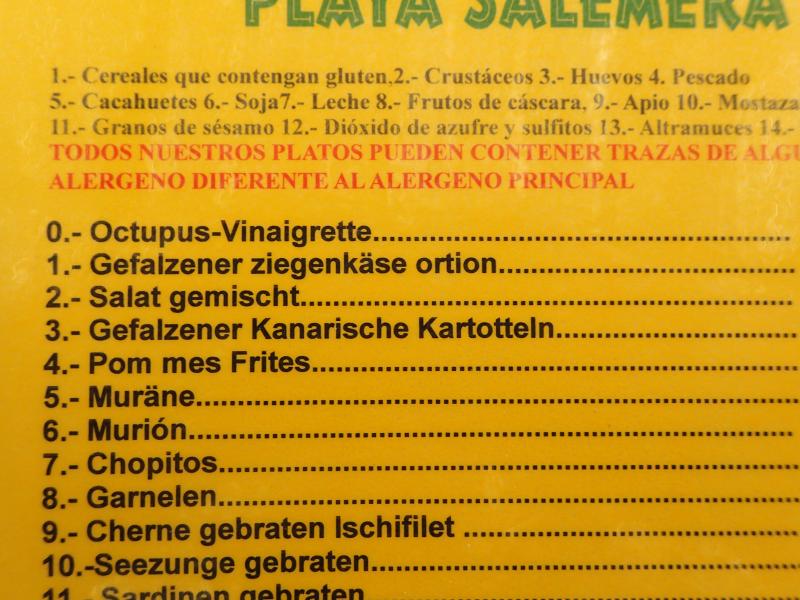 PLAYA SALEMERA
1.- Cereales que contengan gluten,2.- Crustáceos 3.- Huevos 4. Pescado
5.- Cacahuetes 6.- Soja7.- Leche 8.- Frutos de cáscara, 9.- Apio 10.- Mostaza
11.- Granos de sésamo 12.- Dióxido de azufre y sulfitos 13.- Altramuces 14.-
TODOS NUESTROS PLATOS PUEDEN CONTENER TRAZAS DE ALGU
ALERGENO DIFERENTE AL ALERGENO PRINCIPAL
0.- Octupus-Vinaigrette....................................................
1.- Gefalzener ziegenkäse ortion.....................................
2.- Salat gemischt.............................................................
3.- Gefalzener Kanarische Kartotteln..............................
4.- Pom mes Frites............................................................
5.- Muräne..........................................................................
6.- Murión...........................................................................
7.- Chopitos.......................................................................
8.- Garnelen.......................................................................
9.- Cherne gebraten Ischifilet .........................................
10.-Seezunge gebraten.....................................................
11.- Sardinen gebraten